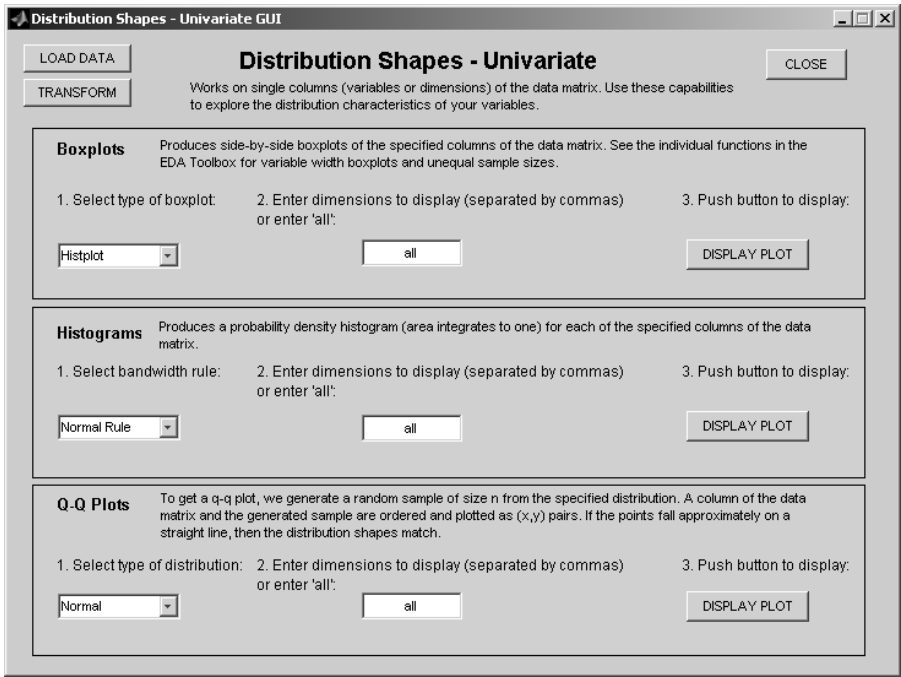 Distribution Shapes - Univariate GUI
LOAD DATA
Distribution Shapes - Univariate
CLOSE
TRANSFORM
Works on single columns (variables or dimensions) of the data matrix. Use these capabilities
to explore the distribution characteristics of your variables.
Boxplots
Produces side-by-side boxplots of the specified columns of the data matrix. See the individual functions in the
EDA Toolbox for variable width boxplots and unequal sample sizes.
1. Select type of boxplot:
2. Enter dimensions to display (separated by commas)
or enter 'all':
3. Push button to display:
Histplot
all
DISPLAY PLOT
Histograms
Produces a probability density histogram (area integrates to one) for each of the specified columns of the data
matrix.
1. Select bandwidth rule:
2. Enter dimensions to display (separated by commas)
or enter 'all':
3. Push button to display:
Normal Rule
all
DISPLAY PLOT
Q-Q Plots
To get a q-q plot, we generate a random sample of size n from the specified distribution. A column of the data
matrix and the generated sample are ordered and plotted as (x,y) pairs. If the points fall approximately on a
straight line, then the distribution shapes match.
1. Select type of distribution:
2. Enter dimensions to display (separated by commas)
or enter 'all':
3. Push button to display:
Normal
all
DISPLAY PLOT